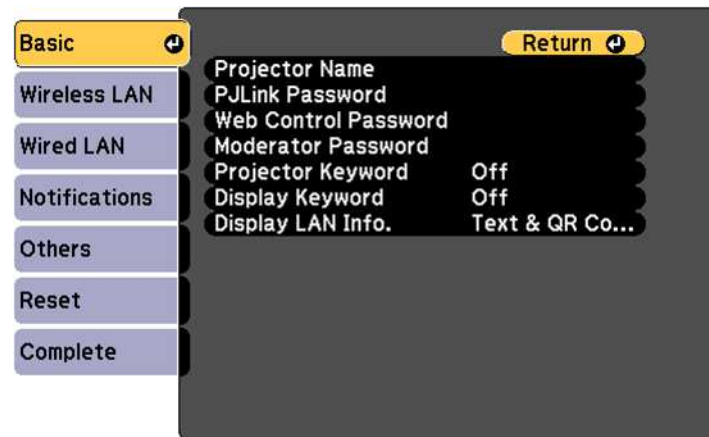 Basic
Wireless LAN
Wired LAN
Notifications
Others
Reset
Complete
Return
Projector Name
PJLink Password
Web Control Password
Moderator Password
Projector Keyword Off
Display Keyword Off
Display LAN Info. Text & QR Co...